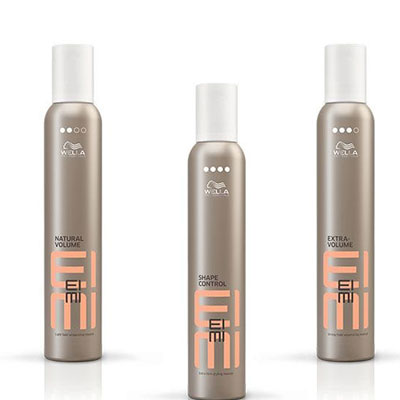 WELLA
NATURAL
VOLUME
EIMI
WELLA
SHAPE
CONTROL
EIMI
WELLA
EXTRA-
VOLUME
EIMI